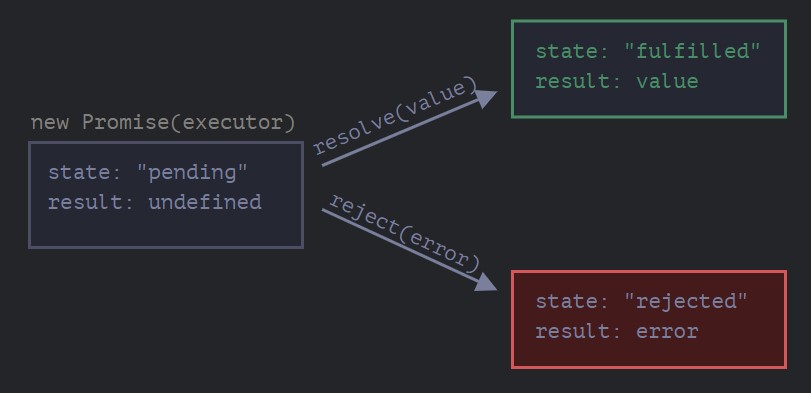 new Promise(executor)
state: "pending"
result: undefined
resolve(value)
state: "fulfilled"
result: value
reject(error)
state: "rejected"
result: error